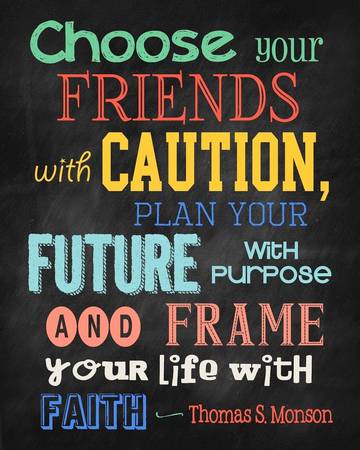 Choose your
FRIENDS
with CAUTION,
PLAN YOUR
FUTURE with purpose
AND FRAME
your life with
FAITH ~ Thomas S. Monson